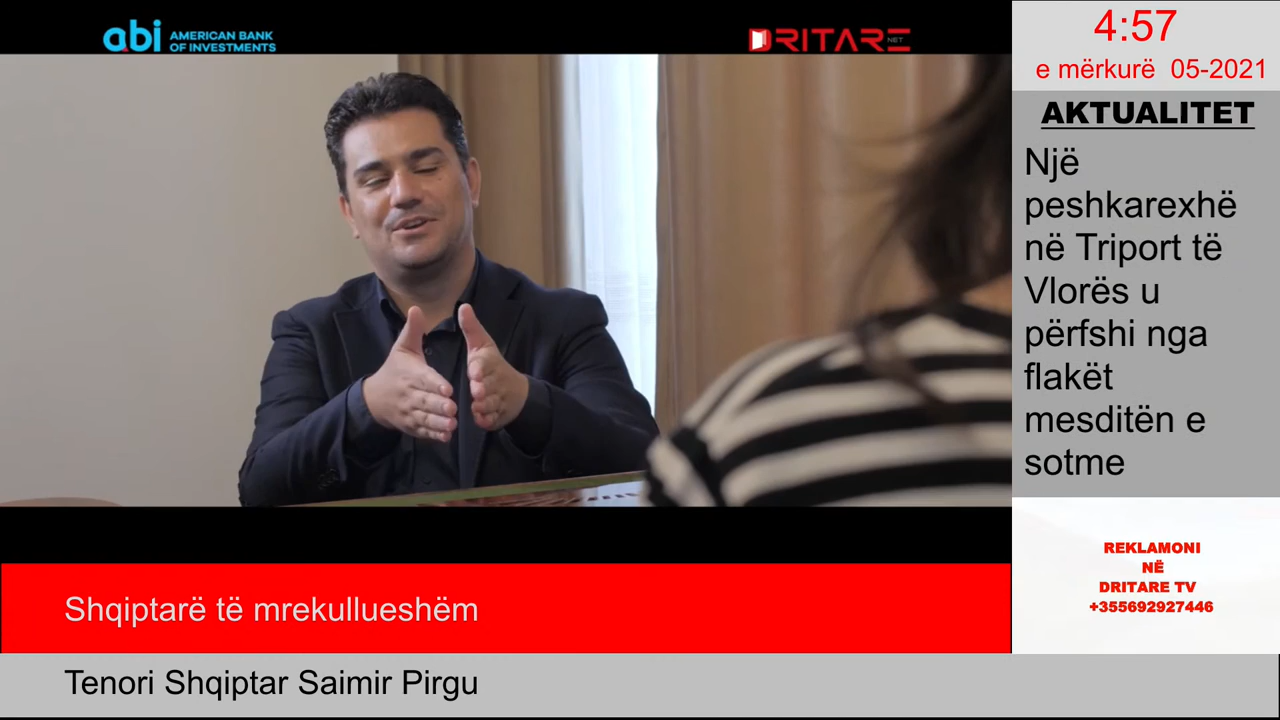 abi AMERICAN BANK
OF INVESTMENTS
DRITARE NET
4:57
e mërkurë 05-2021
AKTUALITET
Një
peshkarexhë
në Triport të
Vlorës u
përfshi nga
flakët
mesditën e
sotme
REKLAMONI
NË
DRITARE TV
+355692927446
Shqiptarë të mrekullueshëm
Tenori Shqiptar Saimir Pirgu